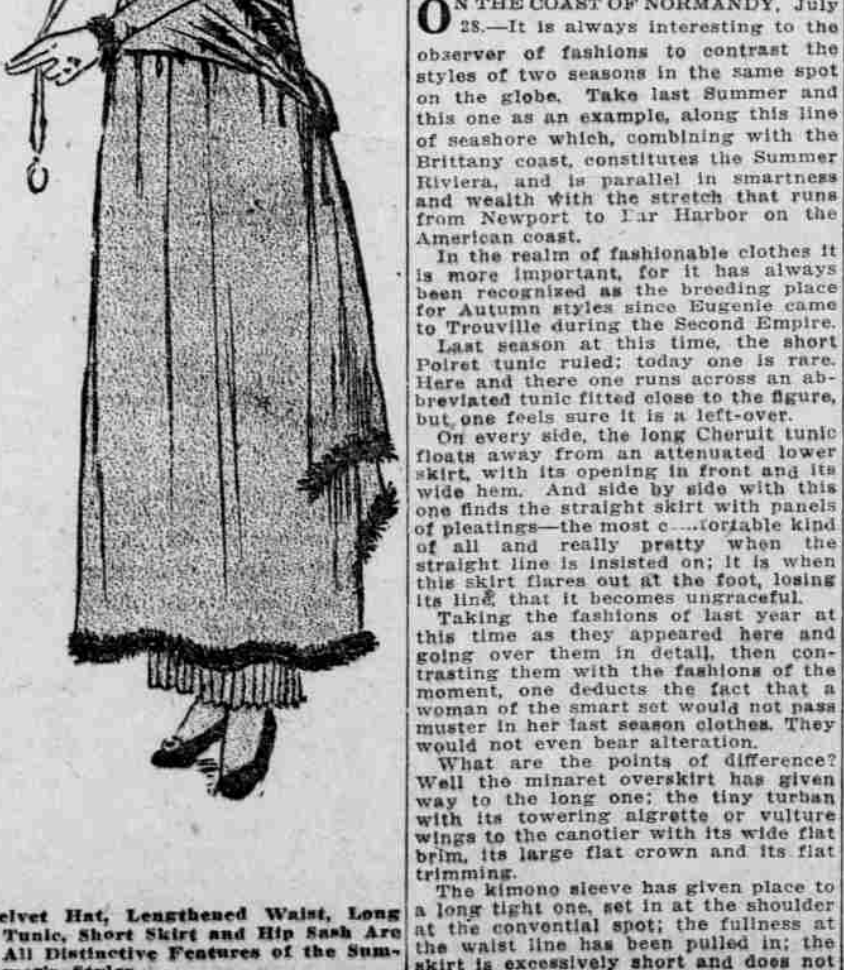 ON THE COAST OF NORMANDY, July
28.—It is always interesting to the
observer of fashions to contrast the
styles of two seasons in the same spot
on the globe. Take last Summer and
this one as an example, along this line
of seashore which, combining with the
Brittany coast, constitutes the Summer
Riviera, and is parallel in smartness
and wealth with the stretch that runs
from Newport to Bar Harbor on the
American coast.
In the realm of fashionable clothes it
is more important, for it has always
been recognized as the breeding place
for Autumn styles since Eugenie came
to Trouville during the Second Empire.
Last season at this time, the short
Poiret tunic ruled; today one is rare.
Here and there one runs across an ab-
breviated tunic fitted close to the figure,
but one feels sure it is a left-over.
On every side, the long Cheruit tunic
floats away from an attenuated lower
skirt, with its opening in front and its
wide hem. And side by side with this
one finds the straight skirt with panels
of pleatings—the most kind
of all and really pretty when the
straight line is insisted on; it is when
this skirt flares out at the foot, losing
its line, that it becomes ungraceful.
Taking the fashions of last year at
this time as they appeared here and
going over them in detail, then con-
trasting them with the fashions of the
moment, one deducts the fact that a
woman of the smart set would not pass
muster in her last season clothes. They
would not even bear alteration.
What are the points of difference?
Well the minaret overskirt has given
way to the long one; the tiny turban
with its towering aigrette or vulture
wings to the canotier with its wide flat
brim, its large flat crown and its flat
trimming.
The kimono sleeve has given place to
a long tight one, set in at the shoulder
at the convential spot; the fullness at
the waist line has been pulled in; the
skirt is excessively short and does not
elvet Hat, Lengthened Waist, Long
Tunic, Short Skirt and Hip Sash Are
All Distinctive Features of the Sum-